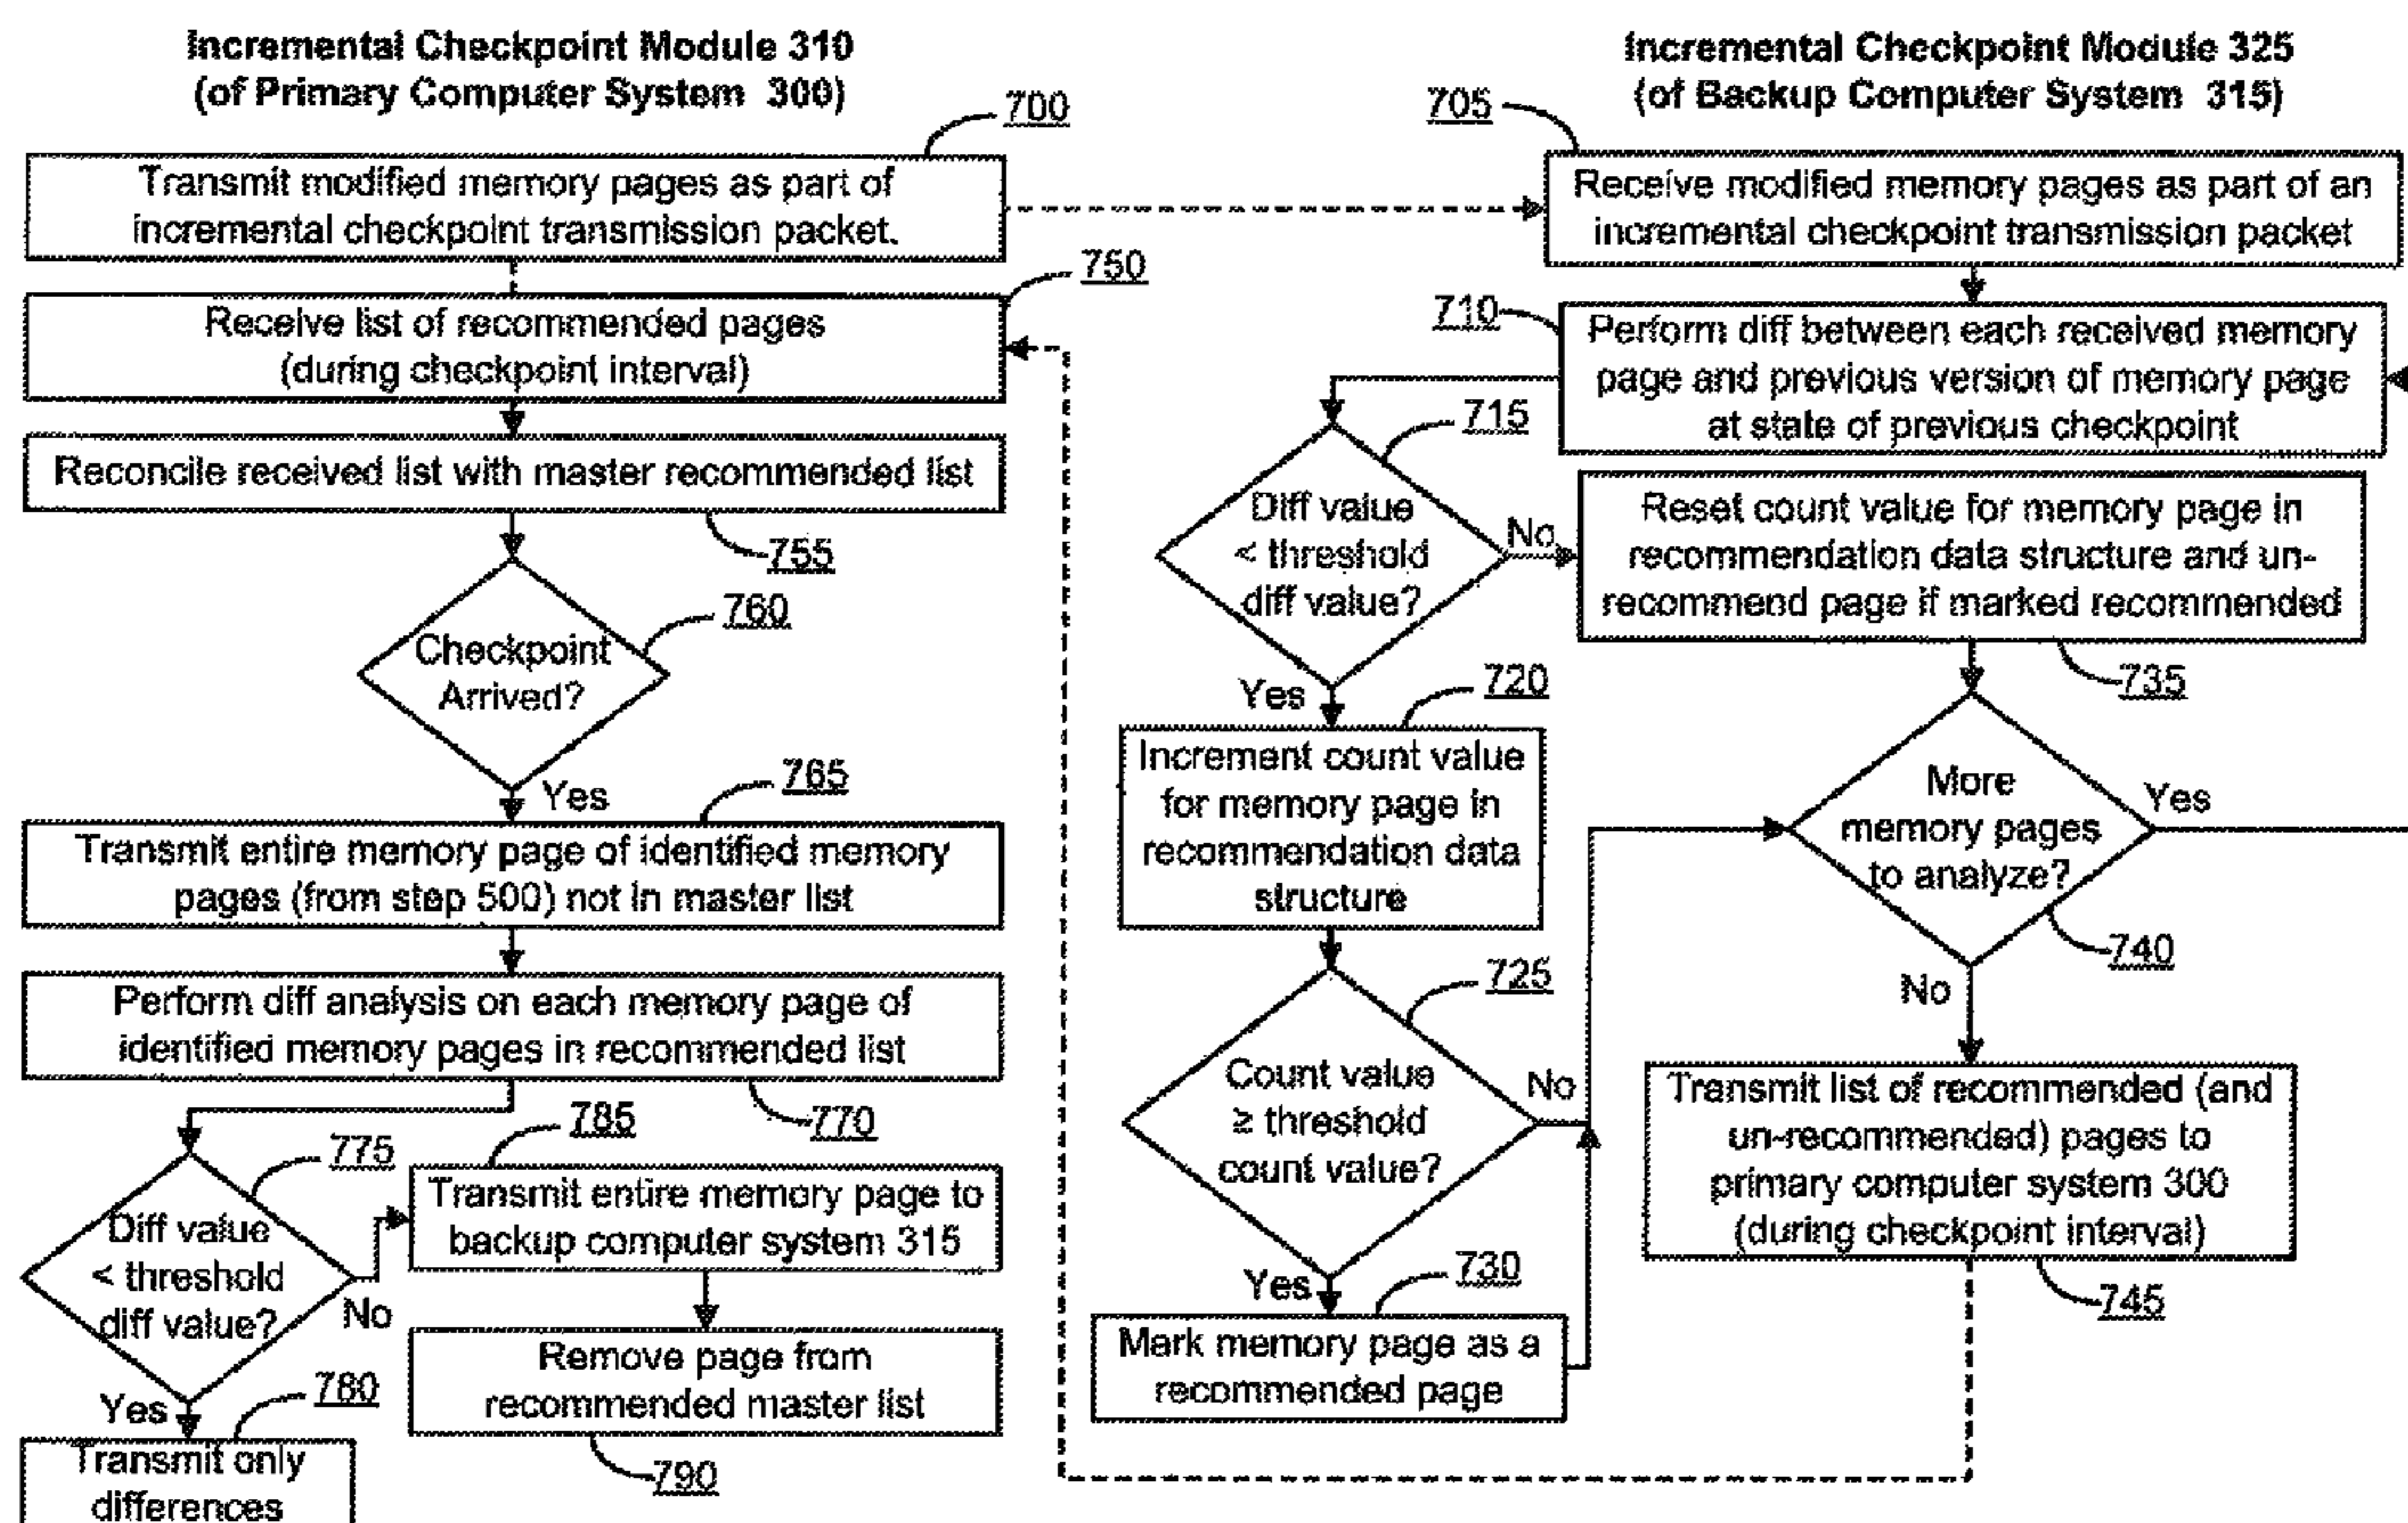 Incremental Checkpoint Module 310
(of Primary Computer System 300)
700
Transmit modified memory pages as part of
incremental checkpoint transmission packet.
750
Receive list of recommended pages
(during checkpoint interval)
Reconcile received list with master recommended list
755
Checkpoint
Arrived?
760
Yes
765
Transmit entire memory page of identified memory
pages (from step 500) not in master list
Perform diff analysis on each memory page of
identified memory pages in recommended list
770
775
Diff value
< threshold
diff value?
No
785
Transmit entire memory page to
backup computer system 315
Remove page from
recommended master list
790
Yes
780
Transmit only
differences
Incremental Checkpoint Module 325
(of Backup Computer System 315)
705
Receive modified memory pages as part of an
incremental checkpoint transmission packet
710
Perform diff between each received memory
page and previous version of memory page
at state of previous checkpoint
715
Diff value
< threshold
diff value?
No
Reset count value for memory page in
recommendation data structure and un-
recommend page if marked recommended
735
Yes
720
Increment count value
for memory page in
recommendation data
structure
725
Count value
≥ threshold
count value?
No
Yes
730
Mark memory page as a
recommended page
More
memory pages
to analyze?
Yes
740
No
Transmit list of recommended (and
un-recommended) pages to
primary computer system 300
(during checkpoint interval)
745